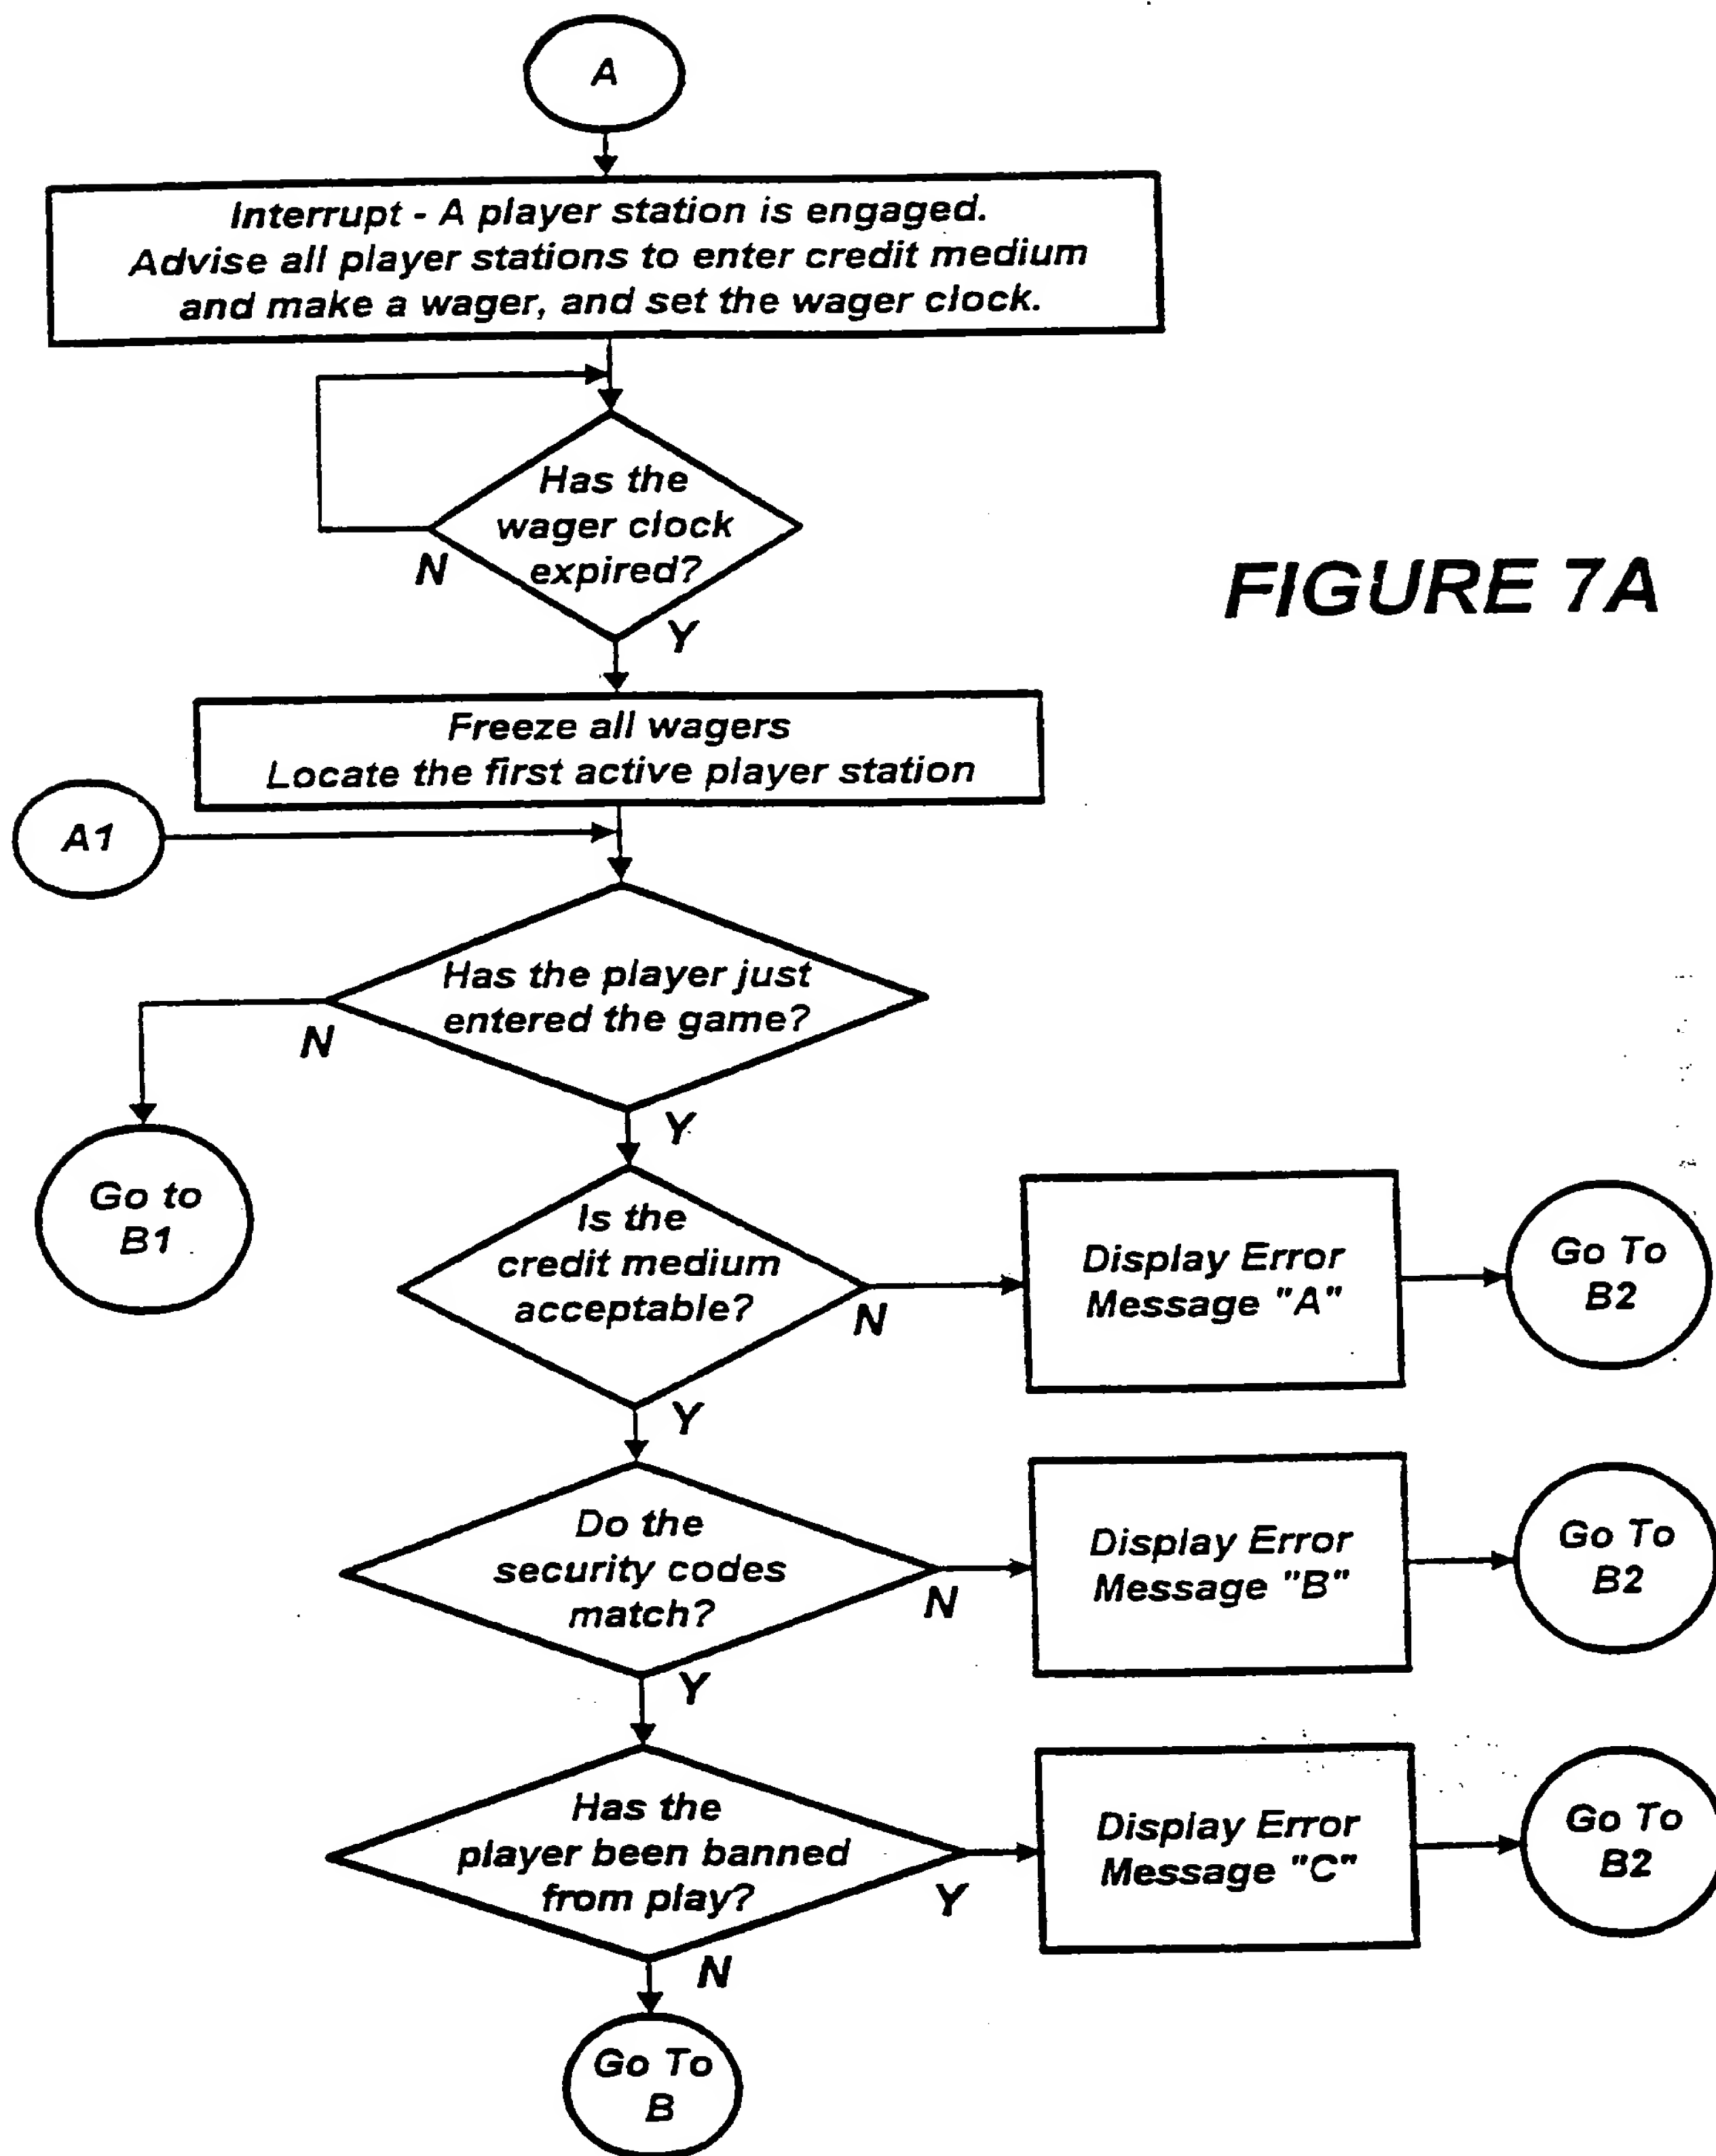 A
Interrupt - A player station is engaged.
Advise all player stations to enter credit medium
and make a wager, and set the wager clock.
Has the
wager clock
expired?
N
Y
FIGURE 7A
Freeze all wagers
Locate the first active player station
A1
Has the player just
entered the game?
N
Y
Go to
B1
Is the
credit medium
acceptable?
N
Y
Display Error
Message "A"
Go To
B2
Do the
security codes
match?
N
Y
Display Error
Message "B"
Go To
B2
Has the
player been banned
from play?
Y
N
Display Error
Message "C"
Go To
B2
Go To
B